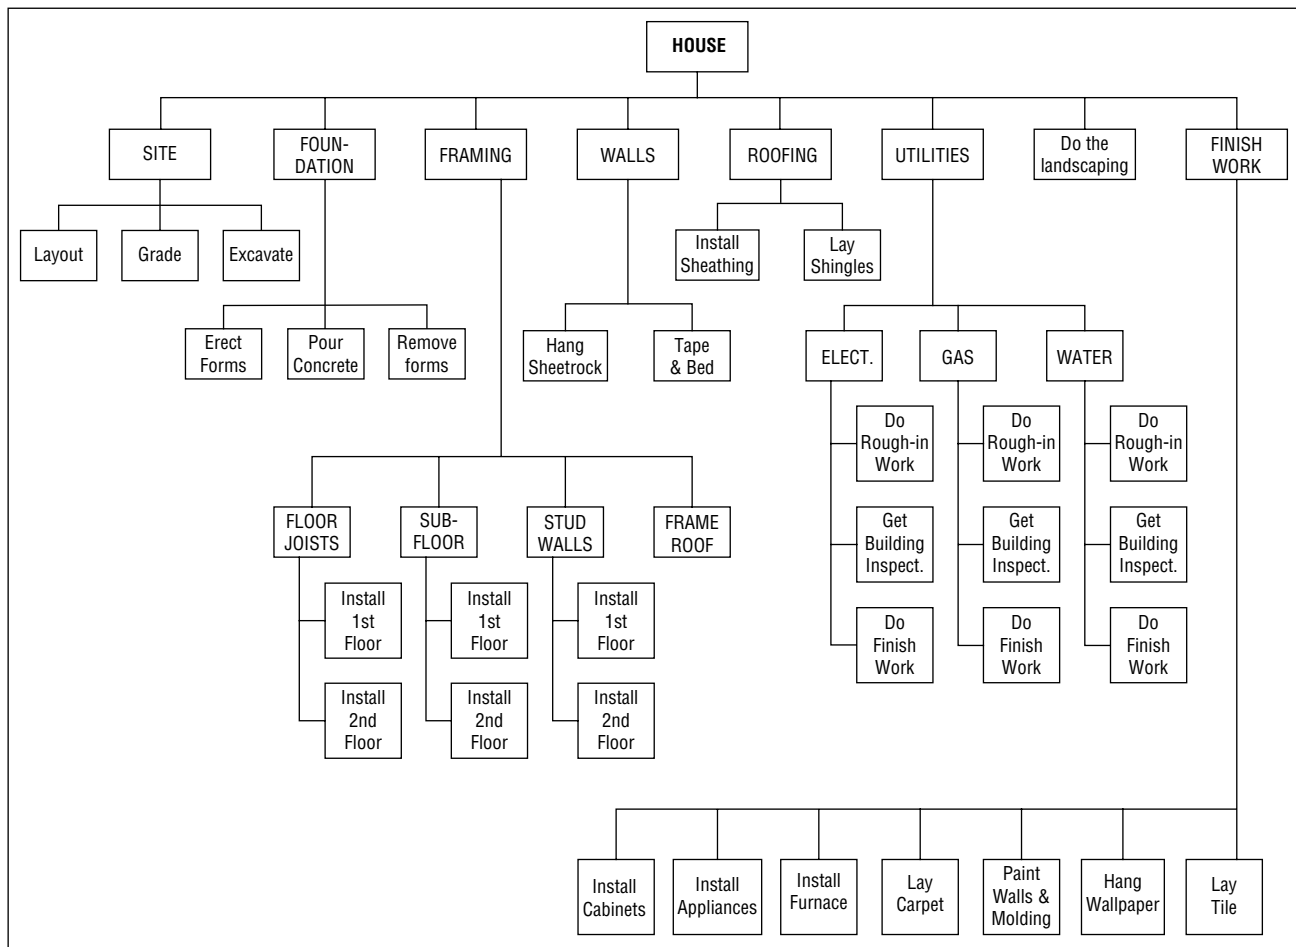 HOUSE
SITE
FOUN-
DATION
FRAMING
WALLS
ROOFING
UTILITIES
Do the
landscaping
FINISH
WORK
Layout
Grade
Excavate
Install
Sheathing
Lay
Shingles
Erect
Forms
Pour
Concrete
Remove
forms
Hang
Sheetrock
Tape
& Bed
ELECT.
GAS
WATER
Do
Rough-in
Work
Do
Rough-in
Work
Do
Rough-in
Work
FLOOR
JOISTS
SUB-
FLOOR
STUD
WALLS
FRAME
ROOF
Get
Building
Inspect.
Get
Building
Inspect.
Get
Building
Inspect.
Install
1st
Floor
Install
1st
Floor
Install
1st
Floor
Do
Finish
Work
Do
Finish
Work
Do
Finish
Work
Install
2nd
Floor
Install
2nd
Floor
Install
2nd
Floor
Install
Cabinets
Install
Appliances
Install
Furnace
Lay
Carpet
Paint
Walls &
Molding
Hang
Wallpaper
Lay
Tile